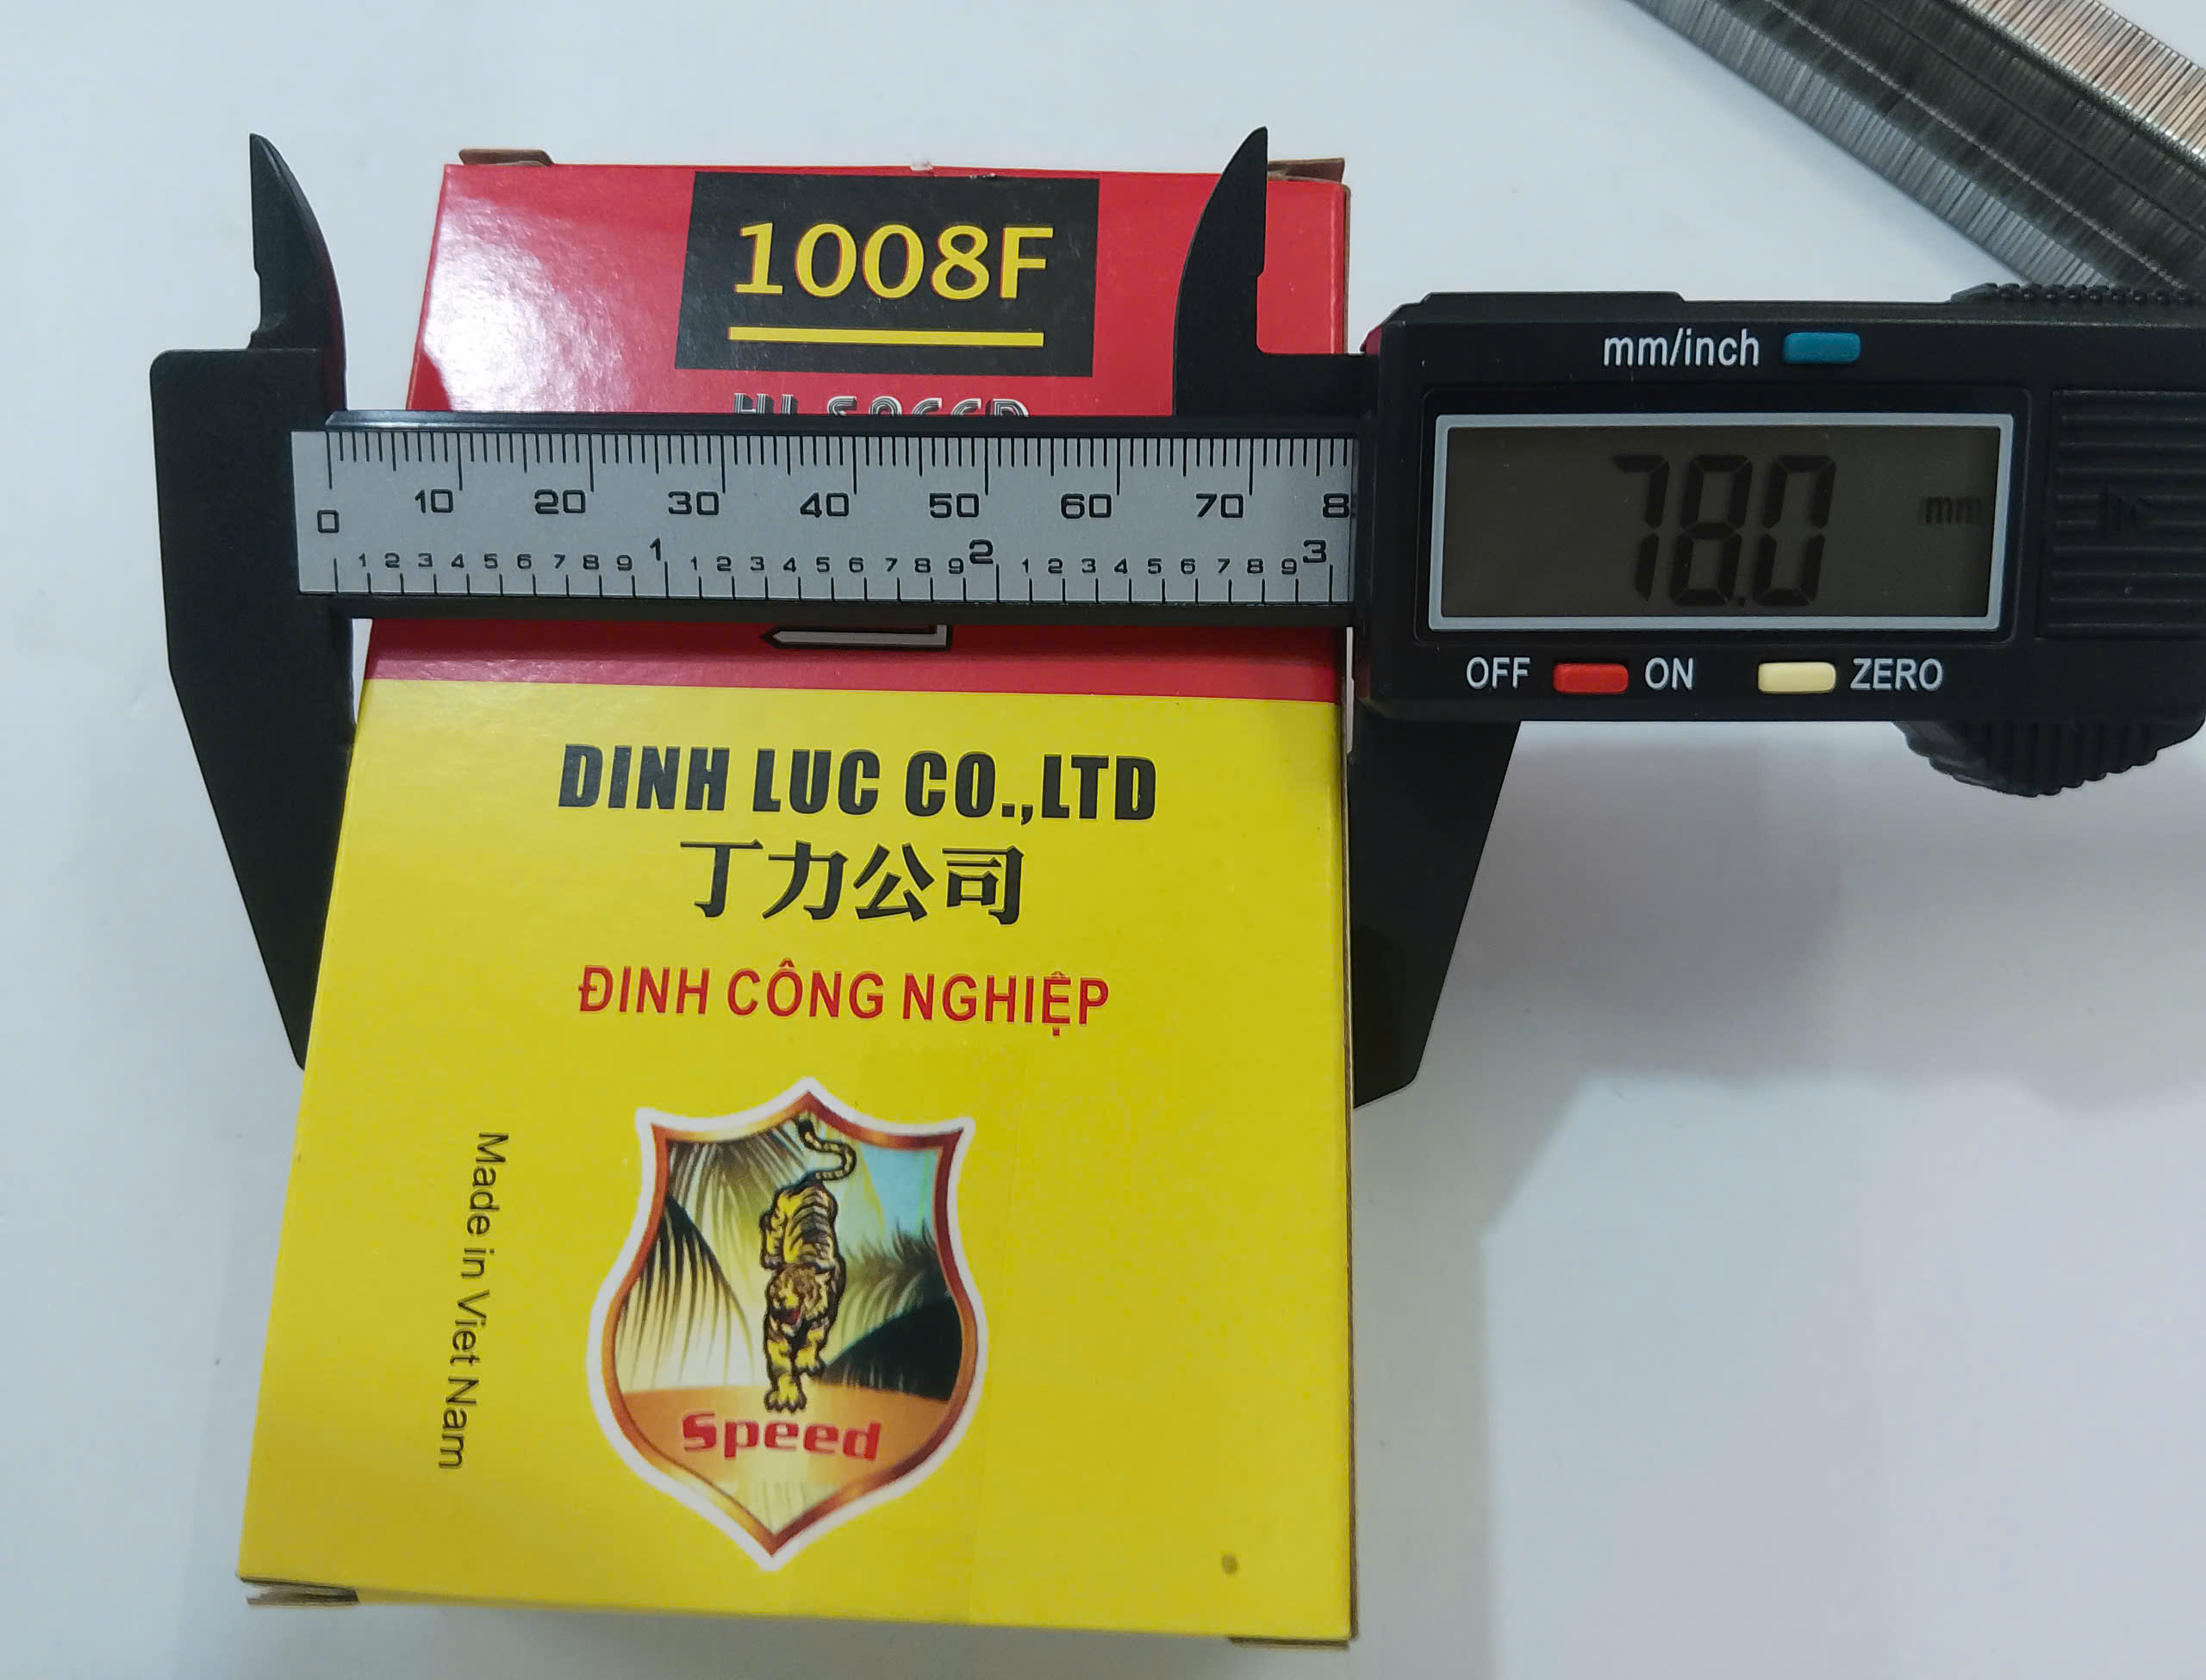 1008F
HI-SPEED
mm/inch
0 10 20 30 40 50 60 70 8
1 2 3 4 5 6 7 8 9 1 1 2 3 4 5 6 7 8 9 2 1 2 3 4 5 6 7 8 9 3
78.0 mm
OFF ON ZERO
DINH LUC CO.,LTD
丁力公司
ĐINH CÔNG NGHIỆP
Made in Viet Nam
Speed